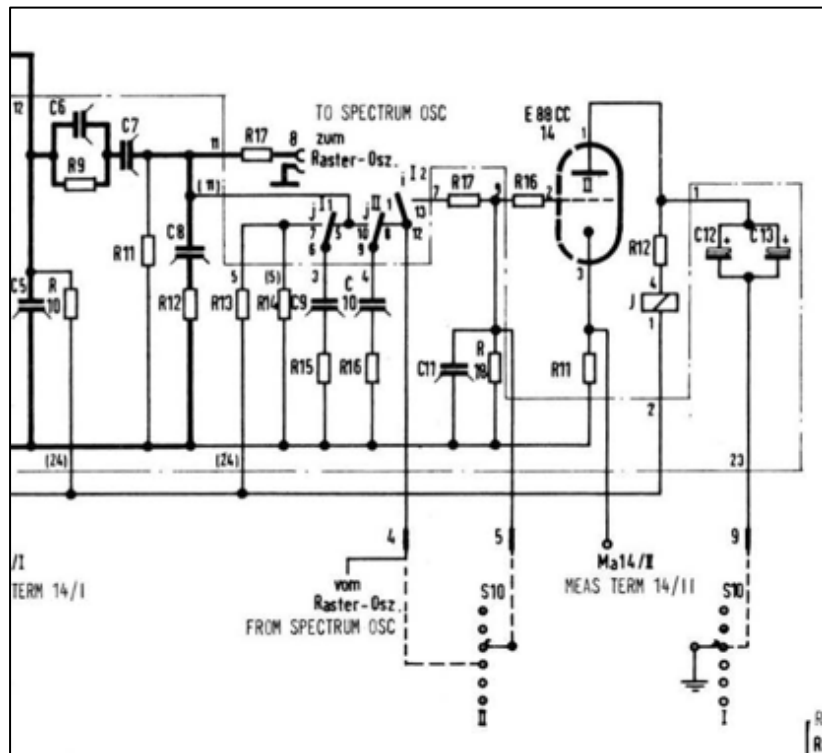 TO SPECTRUM OSC
E 88 CC
14
1
12
C6
C7
R9
11
R17
8
zum
Raster-Osz.
(11)
I 2
7
R17
9
R16
2
II
1
R11
C8
I 1
j
7
5
6
II
j
10
1
8
9
i
13
12
3
R12
C12
+
C13
+
C5
R
10
R12
5
R13
(5)
R14
3
C9
4
C
10
R15
R16
C11
R
18
R11
4
J
1
2
(24)
(24)
23
4
5
Ma14/II
9
/I
TERM 14/I
vom
Raster-Osz.
FROM SPECTRUM OSC
S10
MEAS TERM 14/II
S10
II
I
R
R